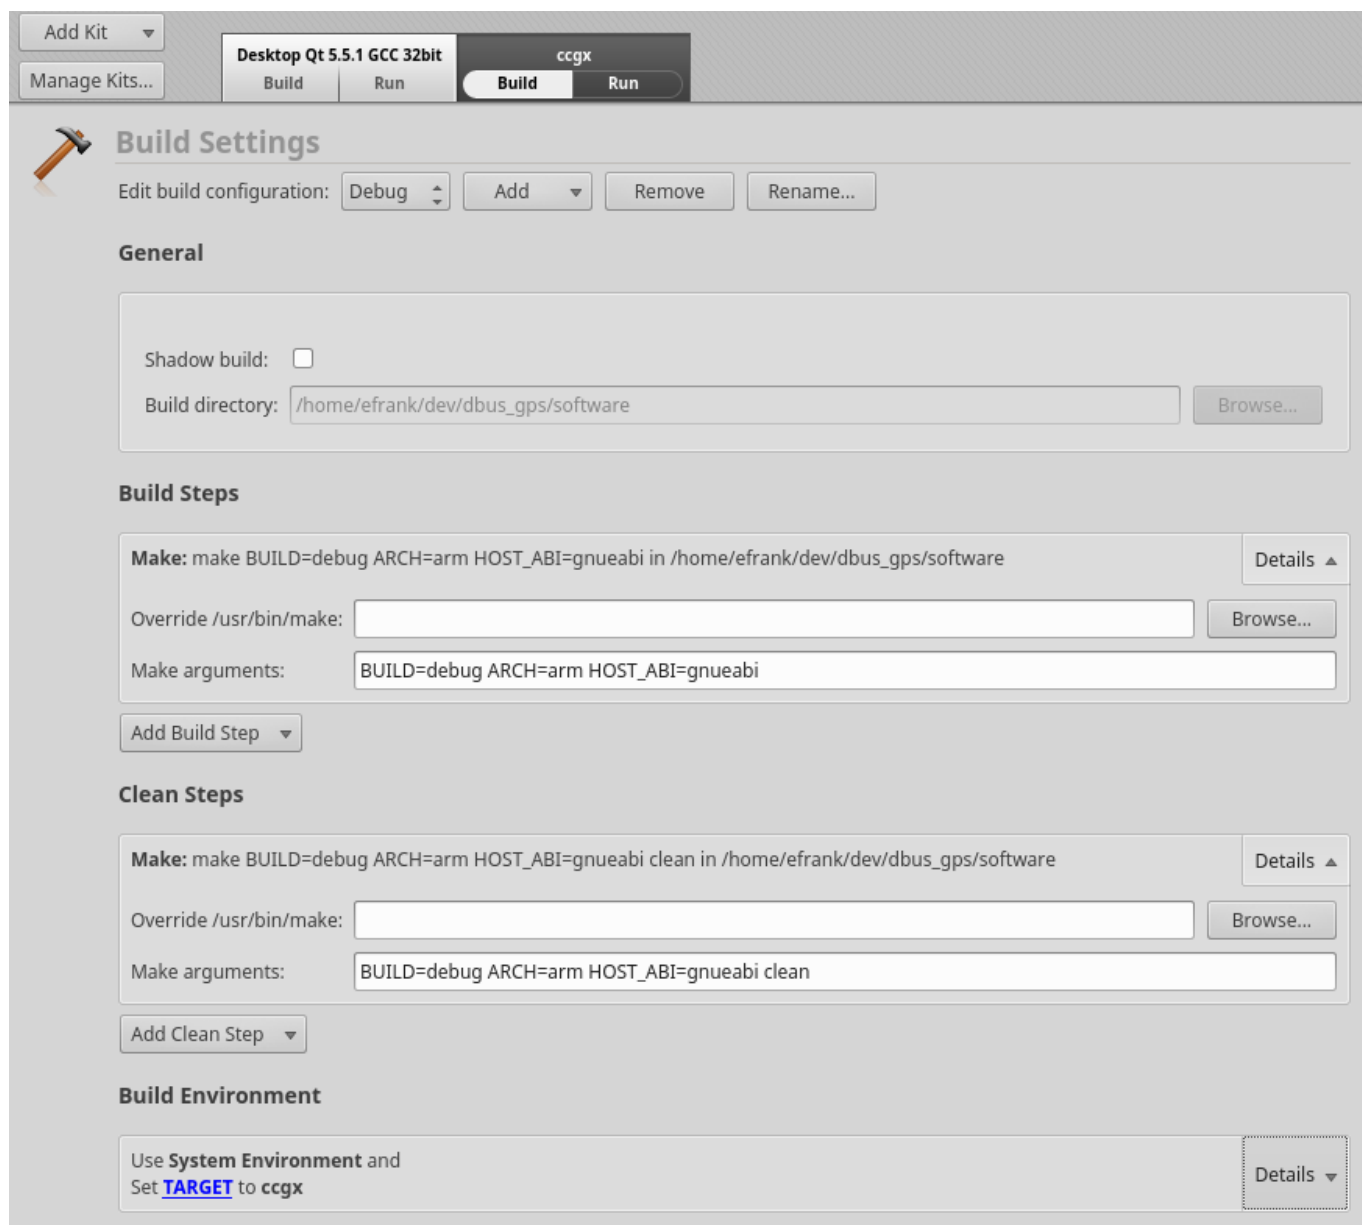 Add Kit
Manage Kits...
Desktop Qt 5.5.1 GCC 32bit
Build Run
ccgx
Build Run
Build Settings
Edit build configuration: Debug Add Remove Rename...
General
Shadow build:
Build directory: /home/efrank/dev/dbus_gps/software Browse...
Build Steps
Make: make BUILD=debug ARCH=arm HOST_ABI=gnueabi in /home/efrank/dev/dbus_gps/software Details
Override /usr/bin/make: Browse...
Make arguments: BUILD=debug ARCH=arm HOST_ABI=gnueabi
Add Build Step
Clean Steps
Make: make BUILD=debug ARCH=arm HOST_ABI=gnueabi clean in /home/efrank/dev/dbus_gps/software Details
Override /usr/bin/make: Browse...
Make arguments: BUILD=debug ARCH=arm HOST_ABI=gnueabi clean
Add Clean Step
Build Environment
Use System Environment and
Set TARGET to ccgx
Details